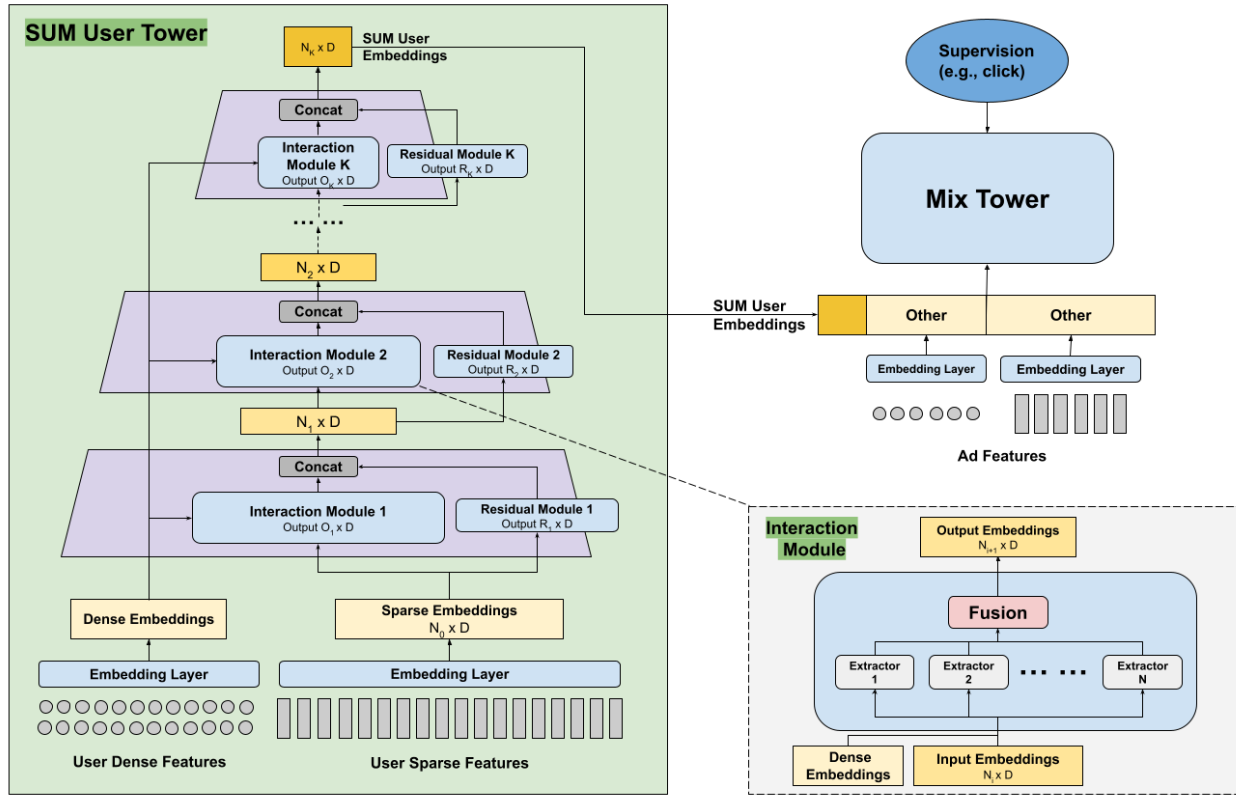 SUM User Tower
N_K x D
SUM User
Embeddings
Concat
Interaction
Module K
Output O_K x D
Residual Module K
Output R_K x D
... ...
N_2 x D
Concat
Interaction Module 2
Output O_2 x D
Residual Module 2
Output R_2 x D
N_1 x D
Concat
Interaction Module 1
Output O_1 x D
Residual Module 1
Output R_1 x D
Dense Embeddings
Sparse Embeddings
N_0 x D
Embedding Layer
Embedding Layer
User Dense Features
User Sparse Features
Supervision
(e.g., click)
Mix Tower
SUM User
Embeddings
Other
Other
Embedding Layer
Embedding Layer
Ad Features
Interaction
Module
Output Embeddings
N_{i+1} x D
Fusion
Extractor
1
Extractor
2
... ...
Extractor
N
Dense
Embeddings
Input Embeddings
N_i x D